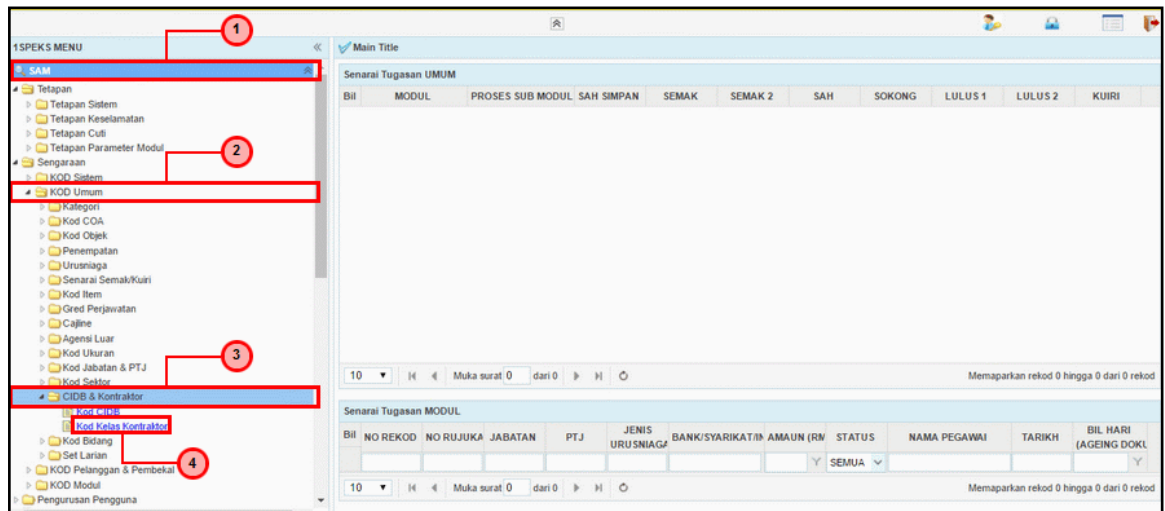 1
1SPEKS MENU
Main Title
SAM
Tetapan
Tetapan Sistem
Tetapan Keselamatan
Tetapan Cuti
Tetapan Parameter Modul
2
Sengaraan
KOD Sistem
KOD Umum
Kategori
Kod COA
Kod Objek
Penempatan
Urusniaga
Senarai Semak/Kuiri
Kod Item
Gred Perjawatan
Cajline
Agensi Luar
Kod Ukuran
3
Kod Jabatan & PTJ
Kod Sektor
CIDB & Kontraktor
Kod CIDB
Kod Kelas Kontraktor
Kod Bidang
Set Larian
4
KOD Pelanggan & Pembekal
KOD Modul
Pengurusan Pengguna
Senarai Tugasan UMUM
Bil MODUL PROSES SUB MODUL SAH SIMPAN SEMAK SEMAK 2 SAH SOKONG LULUS 1 LULUS 2 KUIRI
10 Muka surat 0 dari 0 Memaparkan rekod 0 hingga 0 dari 0 rekod
Senarai Tugasan MODUL
Bil NO REKOD NO RUJUKA JABATAN PTJ JENIS URUSNIAGA BANK/SYARIKAT/IN AMAUN (RM STATUS NAMA PEGAWAI TARIKH BIL HARI (AGEING DOKU
SEMUA
10 Muka surat 0 dari 0 Memaparkan rekod 0 hingga 0 dari 0 rekod